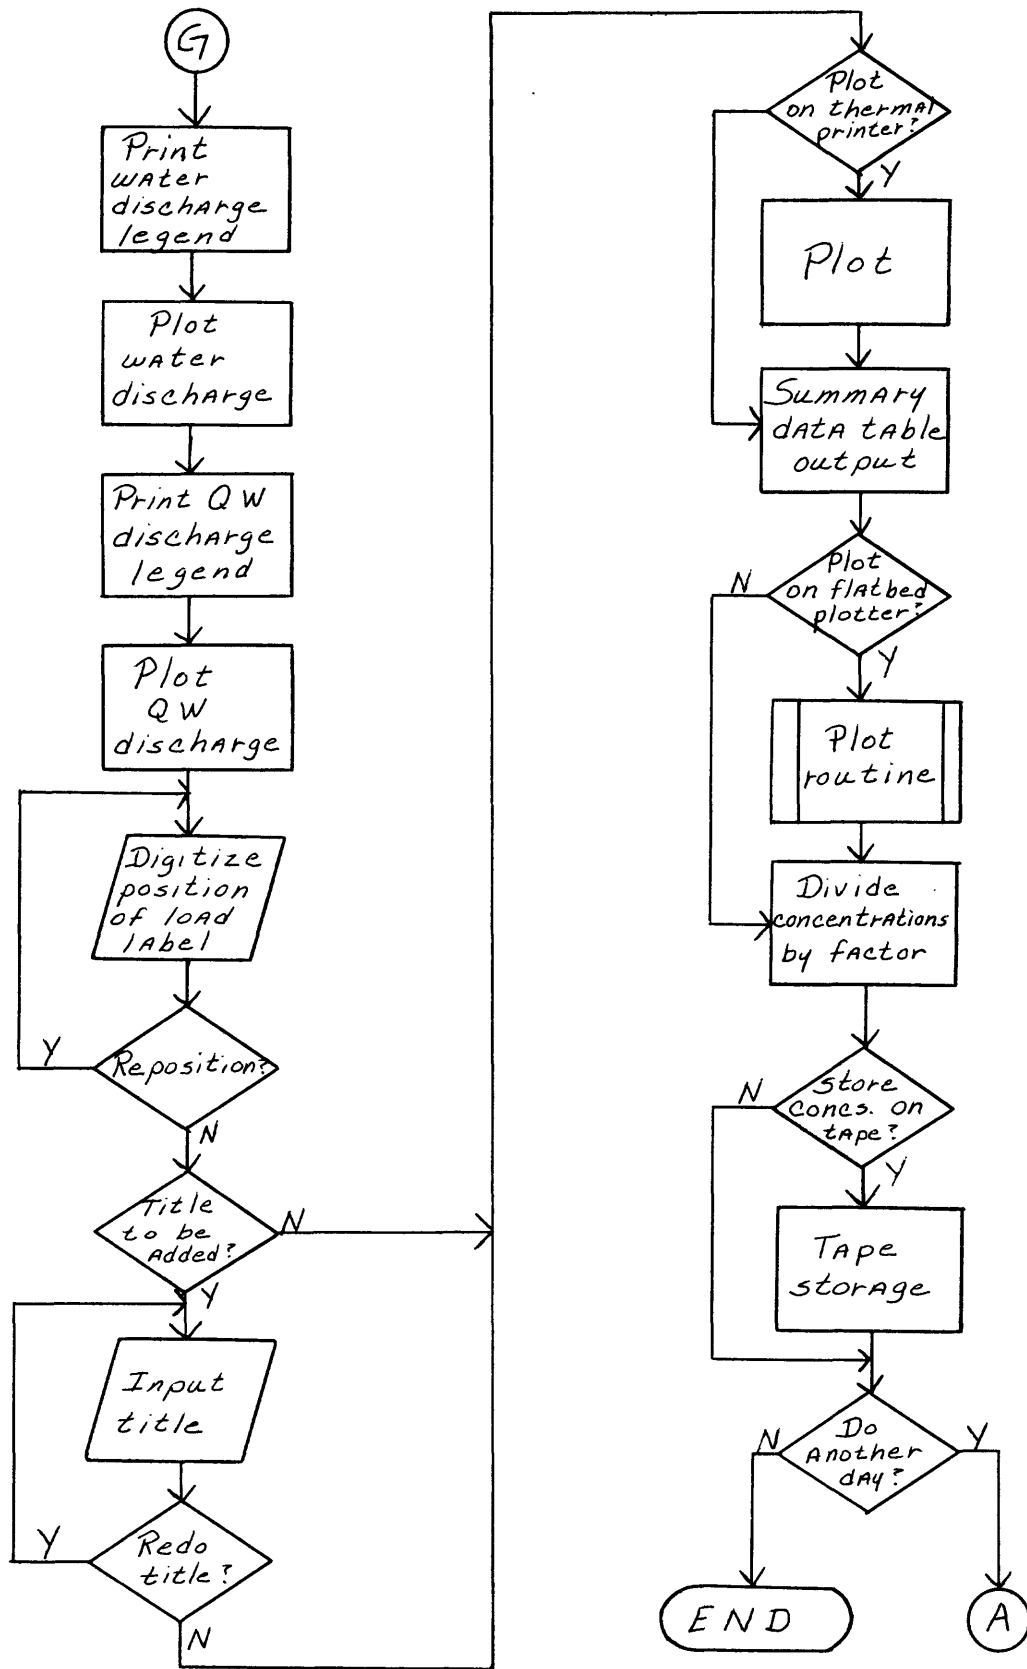 G
Print
water
discharge
legend
Plot
water
discharge
Print QW
discharge
legend
Plot
QW
discharge
Digitize
position
of load
label
Reposition?
Y
N
Title
to be
added?
N
Y
Input
title
Redo
title?
Y
N
Plot
on thermal
printer?
Y
Plot
Summary
data table
output
Plot
on flatbed
plotter?
N
Y
Plot
routine
Divide
concentrations
by factor
Store
concs. on
tape?
N
Y
Tape
storage
Do
another
day?
N
Y
END
A